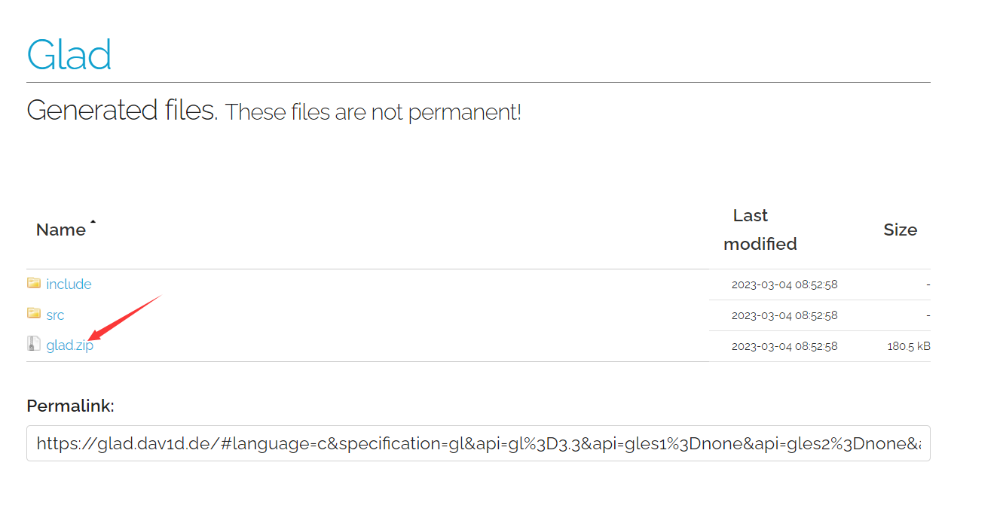 Glad
Generated files. These files are not permanent!
Name
Last modified
Size
include 2023-03-04 08:52:58 -
src 2023-03-04 08:52:58 -
glad.zip 2023-03-04 08:52:58 180.5 kB
Permalink:
https://glad.dav1d.de/#language=c&specification=gl&api=gl%3D3.3&api=gles1%3Dnone&api=gles2%3Dnone&